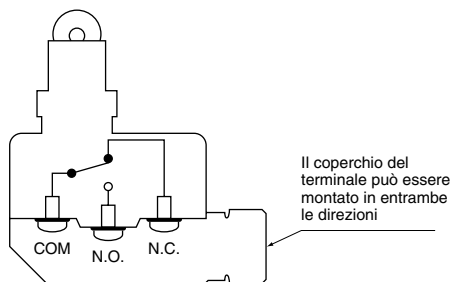 Il coperchio del
terminale può essere
montato in entrambe
le direzioni
COM
N.O.
N.C.